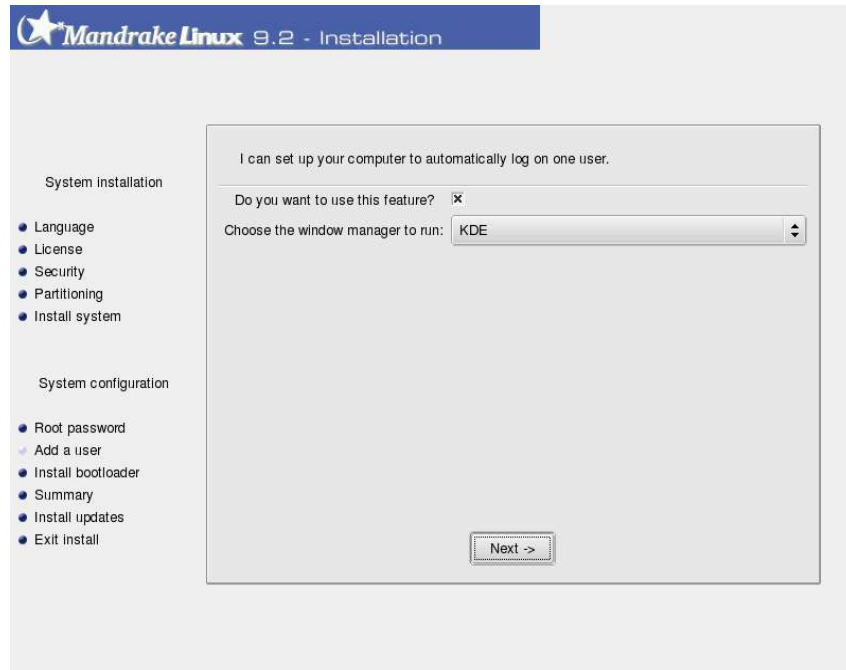 MandrakeLinux 9.2 - Installation
System installation
Language
License
Security
Partitioning
Install system
System configuration
Root password
Add a user
Install bootloader
Summary
Install updates
Exit install
I can set up your computer to automatically log on one user.
Do you want to use this feature?
Choose the window manager to run: KDE
Next ->